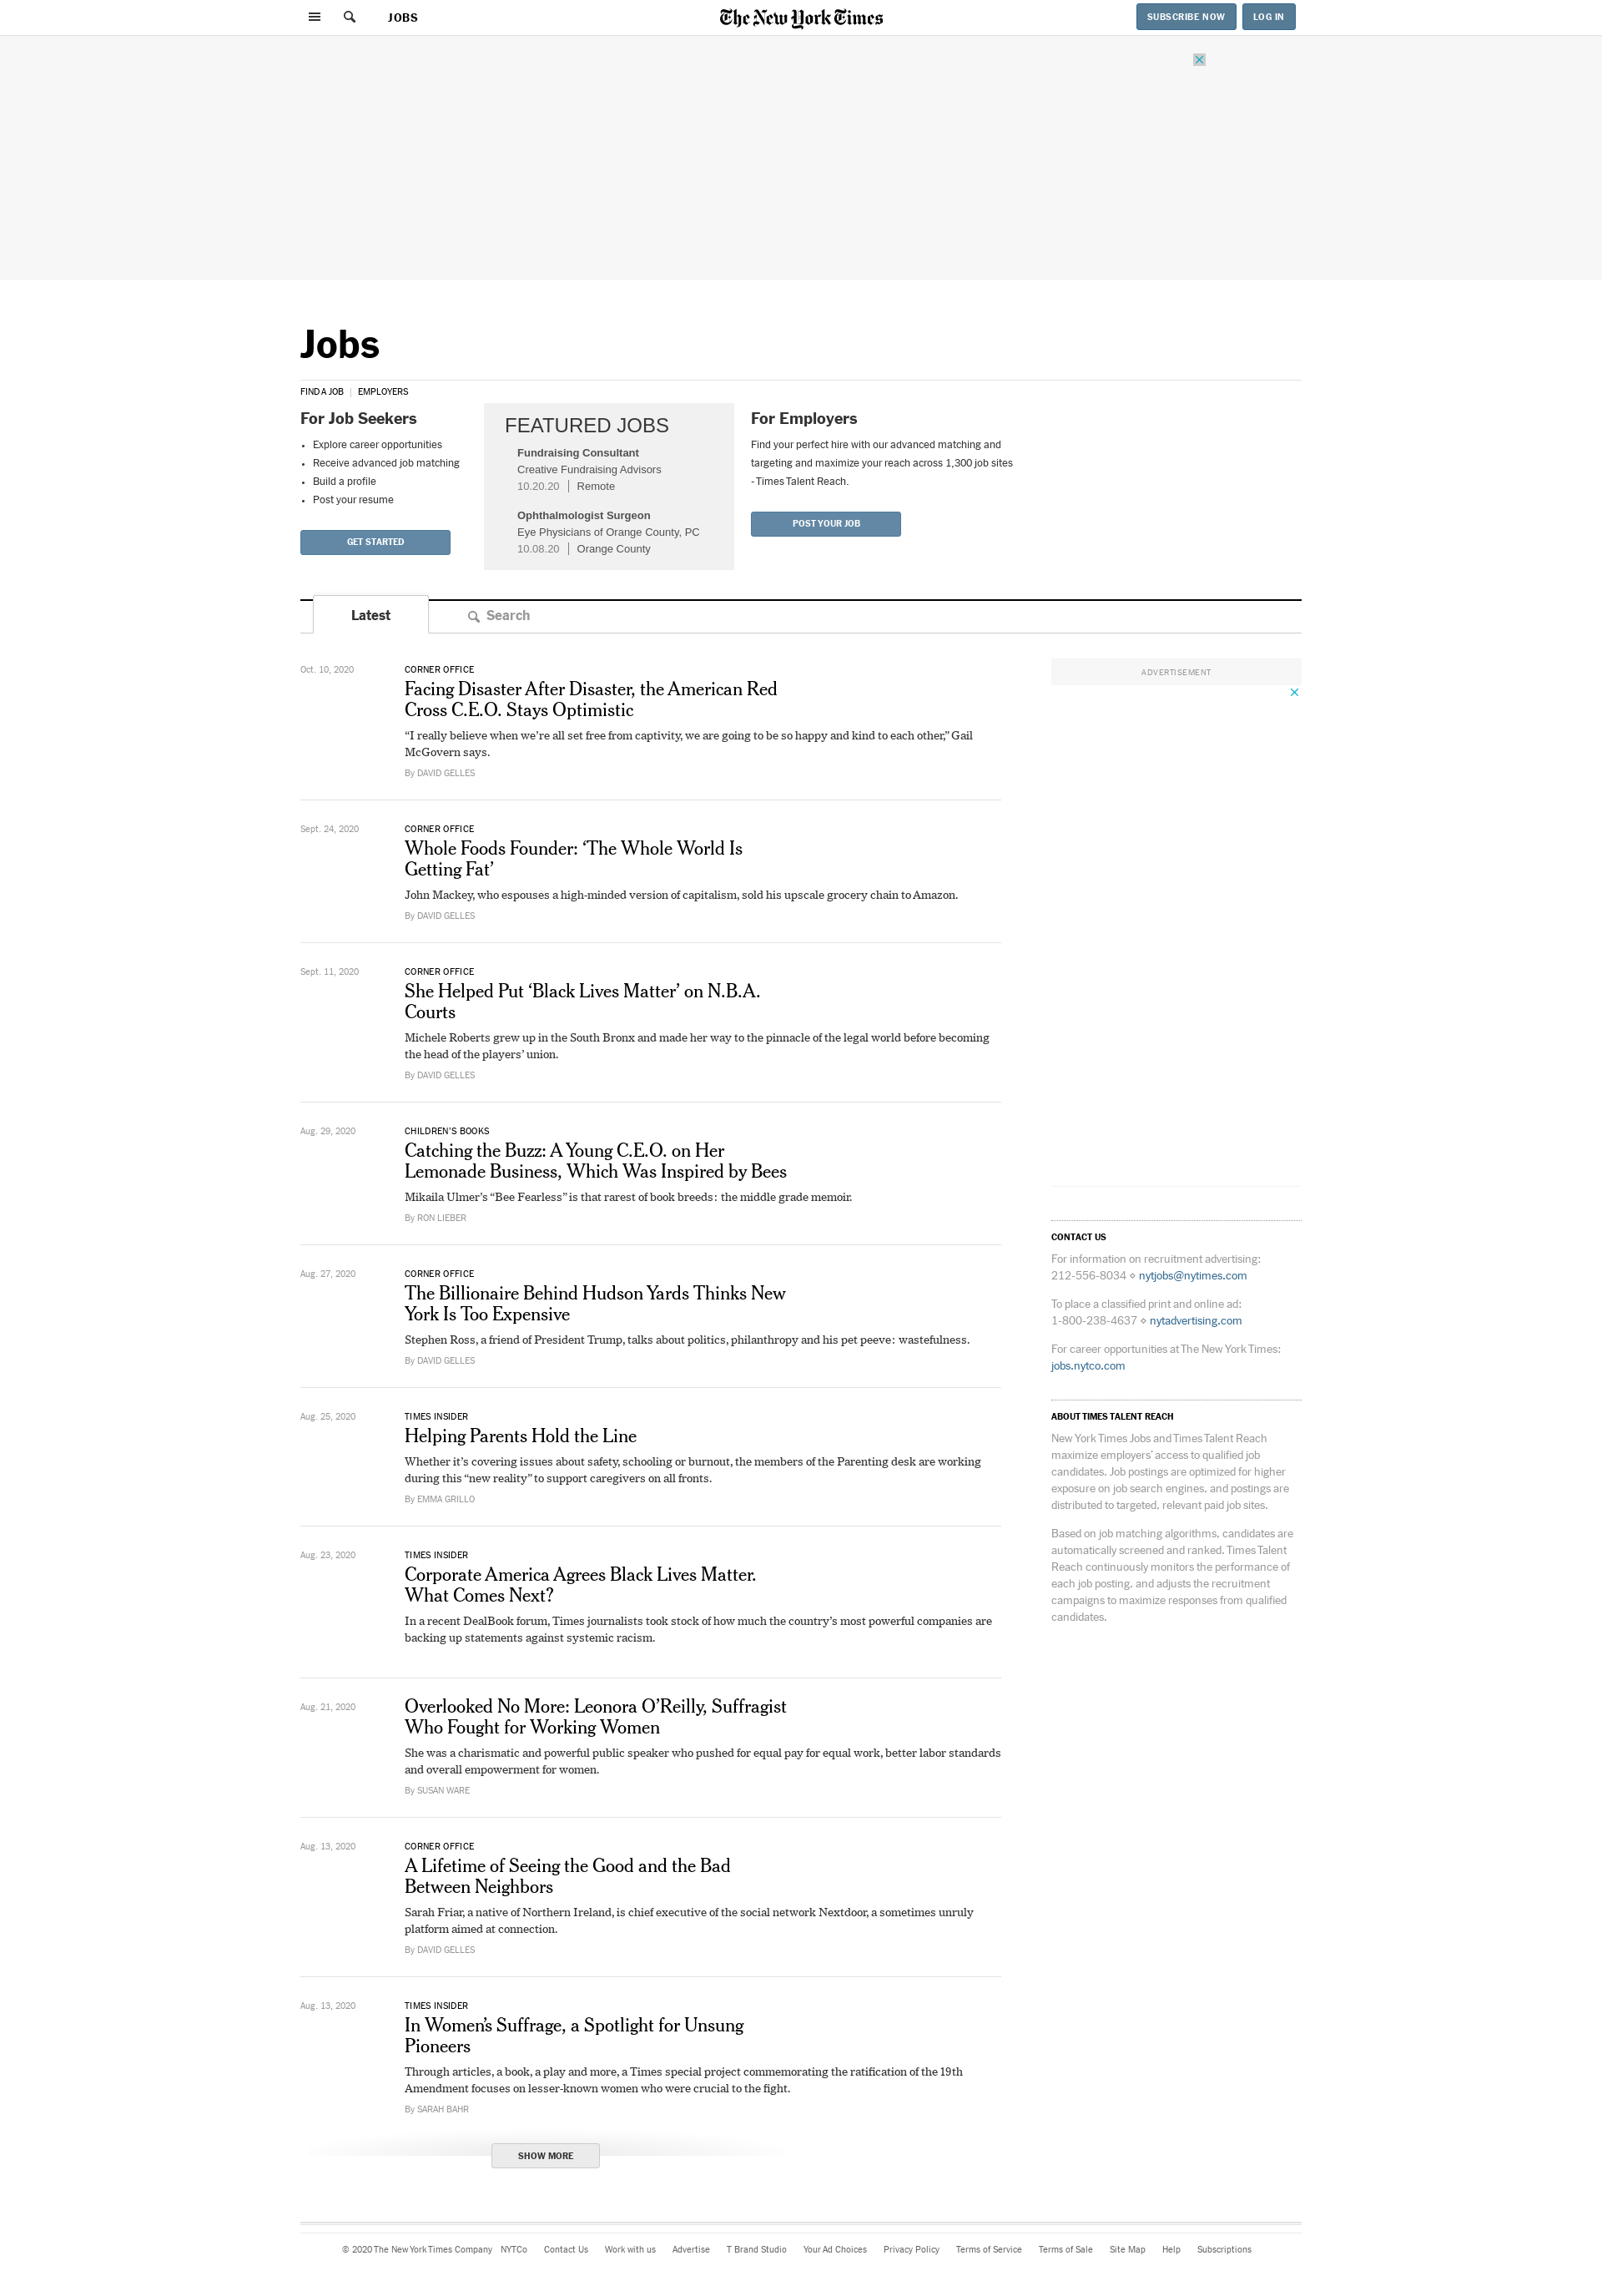 JOBS
The New York Times
SUBSCRIBE NOW
LOG IN
Jobs
FIND A JOB | EMPLOYERS
For Job Seekers
• Explore career opportunities
• Receive advanced job matching
• Build a profile
• Post your resume
GET STARTED
FEATURED JOBS
Fundraising Consultant
Creative Fundraising Advisors
10.20.20 | Remote
Ophthalmologist Surgeon
Eye Physicians of Orange County, PC
10.08.20 | Orange County
For Employers
Find your perfect hire with our advanced matching and
targeting and maximize your reach across 1,300 job sites
- Times Talent Reach.
POST YOUR JOB
Latest
Search
Oct. 10, 2020
CORNER OFFICE
Facing Disaster After Disaster, the American Red
Cross C.E.O. Stays Optimistic
“I really believe when we’re all set free from captivity, we are going to be so happy and kind to each other,” Gail
McGovern says.
By DAVID GELLES
Sept. 24, 2020
CORNER OFFICE
Whole Foods Founder: ‘The Whole World Is
Getting Fat’
John Mackey, who espouses a high-minded version of capitalism, sold his upscale grocery chain to Amazon.
By DAVID GELLES
Sept. 11, 2020
CORNER OFFICE
She Helped Put ‘Black Lives Matter’ on N.B.A.
Courts
Michele Roberts grew up in the South Bronx and made her way to the pinnacle of the legal world before becoming
the head of the players’ union.
By DAVID GELLES
Aug. 29, 2020
CHILDREN’S BOOKS
Catching the Buzz: A Young C.E.O. on Her
Lemonade Business, Which Was Inspired by Bees
Mikaila Ulmer’s “Bee Fearless” is that rarest of book breeds: the middle grade memoir.
By RON LIEBER
Aug. 27, 2020
CORNER OFFICE
The Billionaire Behind Hudson Yards Thinks New
York Is Too Expensive
Stephen Ross, a friend of President Trump, talks about politics, philanthropy and his pet peeve: wastefulness.
By DAVID GELLES
Aug. 25, 2020
TIMES INSIDER
Helping Parents Hold the Line
Whether it’s covering issues about safety, schooling or burnout, the members of the Parenting desk are working
during this “new reality” to support caregivers on all fronts.
By EMMA GRILLO
Aug. 23, 2020
TIMES INSIDER
Corporate America Agrees Black Lives Matter.
What Comes Next?
In a recent DealBook forum, Times journalists took stock of how much the country’s most powerful companies are
backing up statements against systemic racism.
Aug. 21, 2020
Overlooked No More: Leonora O’Reilly, Suffragist
Who Fought for Working Women
She was a charismatic and powerful public speaker who pushed for equal pay for equal work, better labor standards
and overall empowerment for women.
By SUSAN WARE
Aug. 13, 2020
CORNER OFFICE
A Lifetime of Seeing the Good and the Bad
Between Neighbors
Sarah Friar, a native of Northern Ireland, is chief executive of the social network Nextdoor, a sometimes unruly
platform aimed at connection.
By DAVID GELLES
Aug. 13, 2020
TIMES INSIDER
In Women’s Suffrage, a Spotlight for Unsung
Pioneers
Through articles, a book, a play and more, a Times special project commemorating the ratification of the 19th
Amendment focuses on lesser-known women who were crucial to the fight.
By SARAH BAHR
SHOW MORE
ADVERTISEMENT
CONTACT US
For information on recruitment advertising:
212-556-8034 ⋄ nytjobs@nytimes.com
To place a classified print and online ad:
1-800-238-4637 ⋄ nytadvertising.com
For career opportunities at The New York Times:
jobs.nytco.com
ABOUT TIMES TALENT REACH
New York Times Jobs and Times Talent Reach
maximize employers’ access to qualified job
candidates. Job postings are optimized for higher
exposure on job search engines, and postings are
distributed to targeted, relevant paid job sites.
Based on job matching algorithms, candidates are
automatically screened and ranked. Times Talent
Reach continuously monitors the performance of
each job posting, and adjusts the recruitment
campaigns to maximize responses from qualified
candidates.
© 2020 The New York Times Company NYTCo Contact Us Work with us Advertise T Brand Studio Your Ad Choices Privacy Policy Terms of Service Terms of Sale Site Map Help Subscriptions